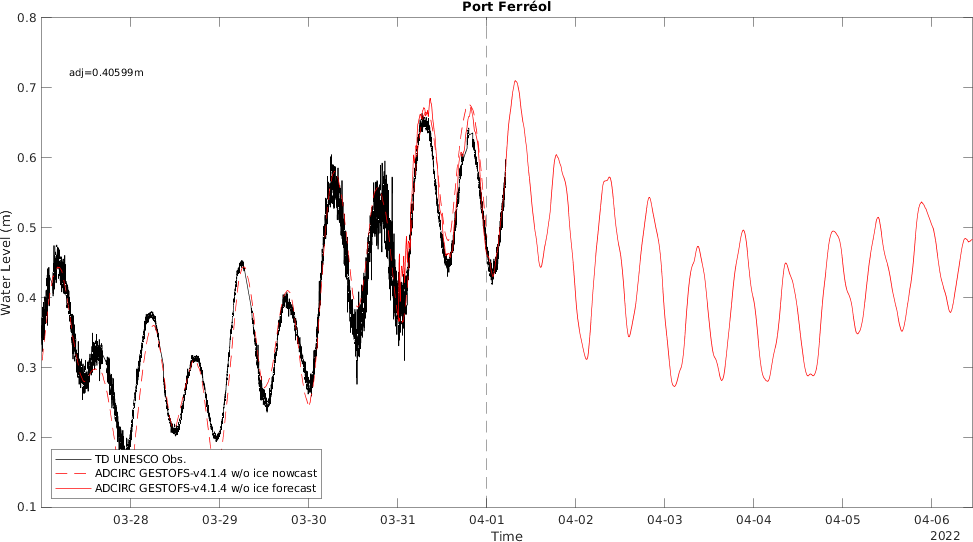 Port Ferréol
0.8
0.7
0.6
0.5
0.4
0.3
0.2
0.1
Water Level (m)
adj=0.40599m
TD UNESCO Obs.
ADCIRC GESTOFS-v4.1.4 w/o ice nowcast
ADCIRC GESTOFS-v4.1.4 w/o ice forecast
03-28 03-29 03-30 03-31 04-01 04-02 04-03 04-04 04-05 04-06
Time
2022